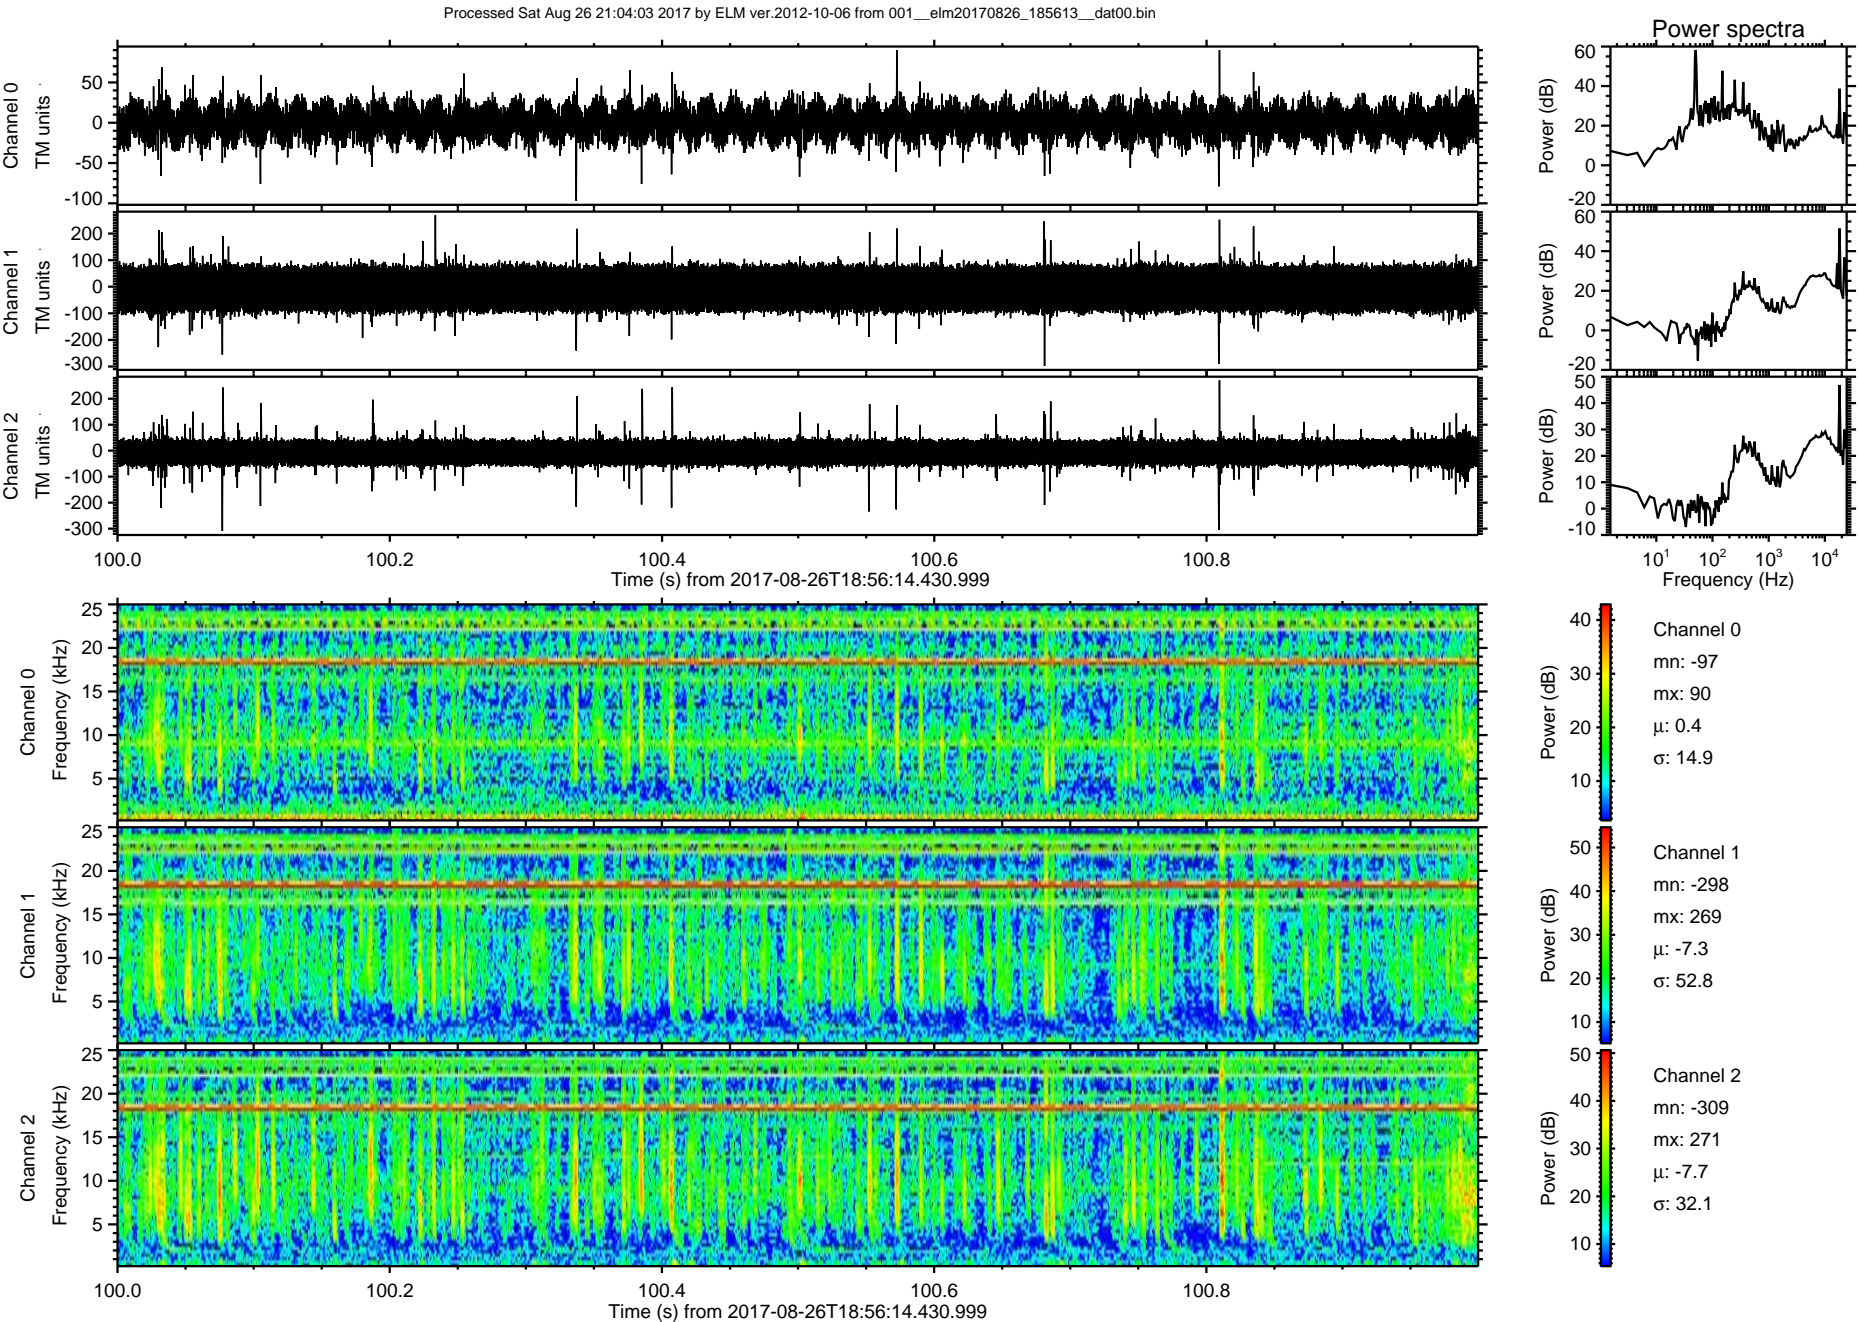 Processed Sat Aug 26 21:04:03 2017 by ELM ver.2012-10-06 from 001__elm20170826_185613__dat00.bin
Power spectra
Channel 0
TM units
50
0
-50
-100
Power (dB)
60
40
20
0
-20
Channel 1
TM units
200
100
0
-100
-200
-300
Power (dB)
60
40
20
0
-20
Channel 2
TM units
200
100
0
-100
-200
-300
Power (dB)
50
40
30
20
10
0
-10
100.0 100.2 100.4 100.6 100.8
Time (s) from 2017-08-26T18:56:14.430.999
10¹ 10² 10³ 10⁴
Frequency (Hz)
Channel 0
Frequency (kHz)
25
20
15
10
5
Power (dB)
40
30
20
10
Channel 0
mn: -97
mx: 90
μ: 0.4
σ: 14.9
Channel 1
Frequency (kHz)
25
20
15
10
5
Power (dB)
50
40
30
20
10
Channel 1
mn: -298
mx: 269
μ: -7.3
σ: 52.8
Channel 2
Frequency (kHz)
25
20
15
10
5
Power (dB)
50
40
30
20
10
Channel 2
mn: -309
mx: 271
μ: -7.7
σ: 32.1
100.0 100.2 100.4 100.6 100.8
Time (s) from 2017-08-26T18:56:14.430.999